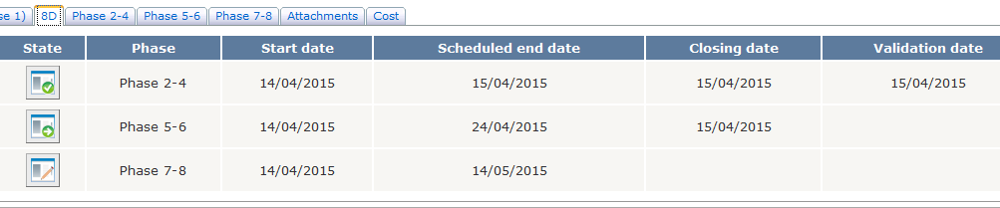 se 1) 8D Phase 2-4 Phase 5-6 Phase 7-8 Attachments Cost
State Phase Start date Scheduled end date Closing date Validation date
Phase 2-4 14/04/2015 15/04/2015 15/04/2015 15/04/2015
Phase 5-6 14/04/2015 24/04/2015 15/04/2015
Phase 7-8 14/04/2015 14/05/2015